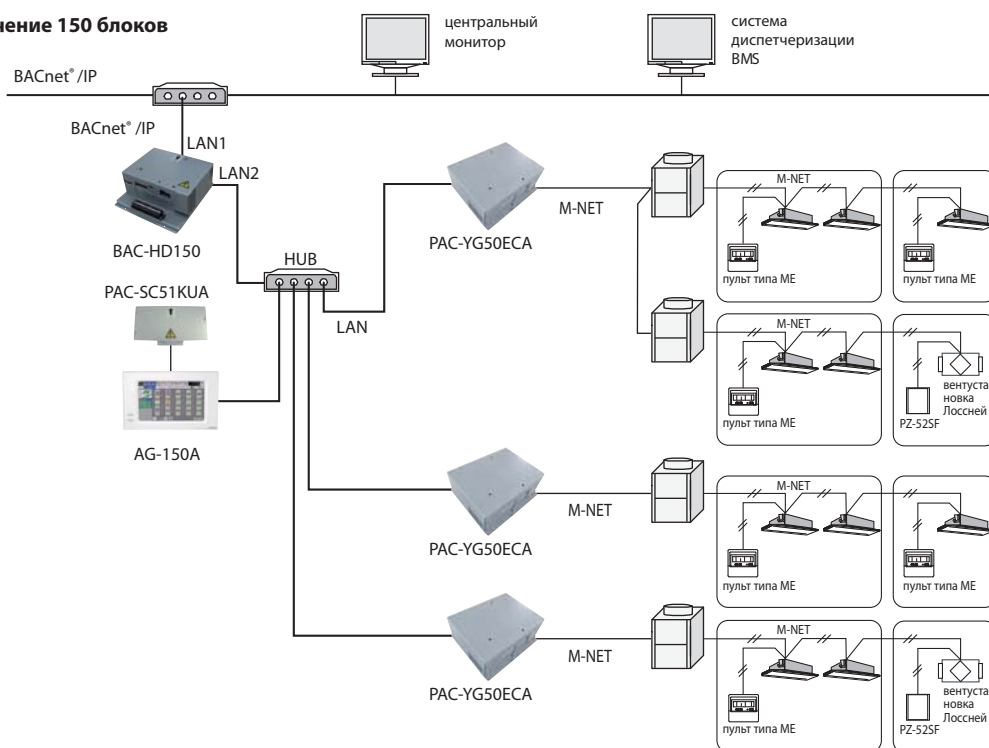 чение 150 блоков
центральный
монитор
система
диспетчеризации
BMS
BACnet® /IP
BACnet® /IP
LAN1
LAN2
BAC-HD150
PAC-SC51KUA
AG-150A
HUB
LAN
PAC-YG50ECA
M-NET
M-NET
пульт типа ME
пульт типа ME
M-NET
пульт типа ME
вентуста
новка
Лоссней
PZ-52SF
PAC-YG50ECA
M-NET
M-NET
пульт типа ME
пульт типа ME
PAC-YG50ECA
M-NET
M-NET
пульт типа ME
вентуста
новка
Лоссней
PZ-52SF